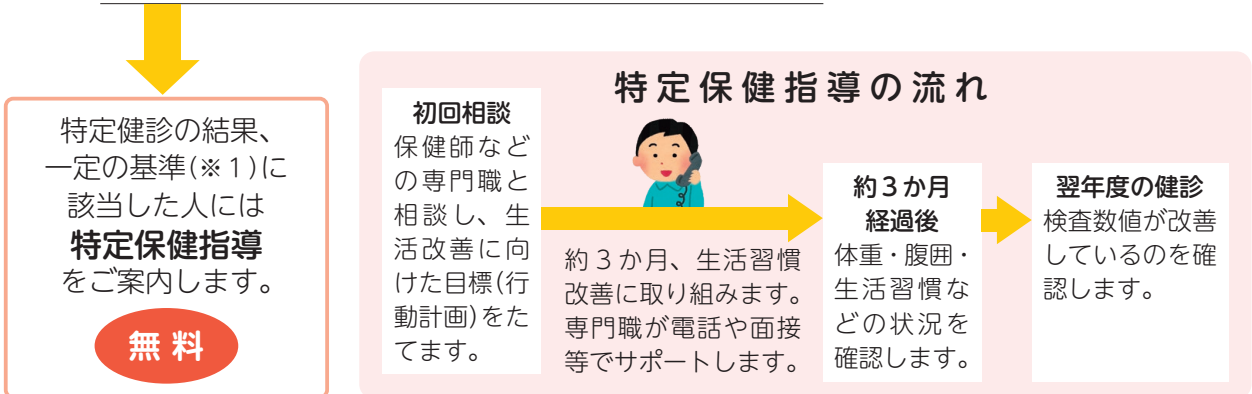 特定健診の結果、
一定の基準(※1)に
該当した人には
特定保健指導
をご案内します。
無料
特定保健指導の流れ
初回相談
保健師など
の専門職と
相談し、生
活改善に向
けた目標(行
動計画)をた
てます。
約3か月、生活習慣
改善に取り組みます。
専門職が電話や面接
等でサポートします。
約3か月
経過後
体重・腹囲・
生活習慣な
どの状況を
確認します。
翌年度の健診
検査数値が改善
しているのを確
認します。